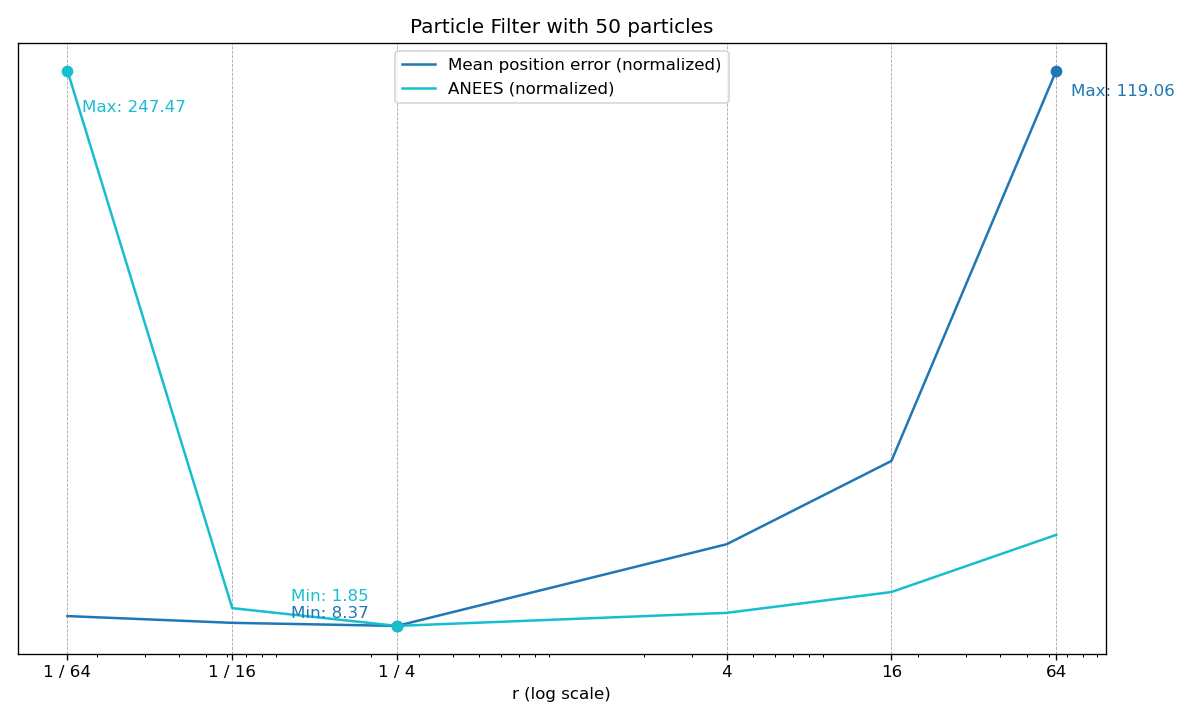 Particle Filter with 50 particles
Mean position error (normalized)
ANEES (normalized)
Max: 247.47
Max: 119.06
Min: 1.85
Min: 8.37
1 / 64
1 / 16
1 / 4
4
16
64
r (log scale)